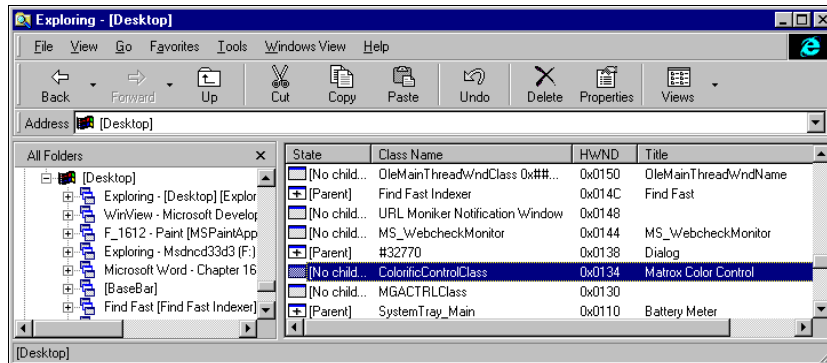 Exploring - [Desktop]
File View Go Favorites Tools Windows View Help
Back Forward Up Cut Copy Paste Undo Delete Properties Views
Address [Desktop]
All Folders x
[Desktop]
Exploring - [Desktop] [Explor
WinView - Microsoft Develop
F_1612 - Paint [MSPaintApp
Exploring - Msdncd33d3 (F:)
Microsoft Word - Chapter 16
[BaseBar]
Find Fast [Find Fast Indexer]
State Class Name HWND Title
[No child... OleMainThreadWndClass 0x##... 0x0150 OleMainThreadWndName
[Parent] Find Fast Indexer 0x014C Find Fast
[No child... URL Moniker Notification Window 0x0148
[No child... MS_WebcheckMonitor 0x0144 MS_WebcheckMonitor
[Parent] #32770 0x0138 Dialog
[No child... ColorificControlClass 0x0134 Matrox Color Control
[No child... MGACTRLClass 0x0130
[Parent] SystemTray_Main 0x0110 Battery Meter
[Desktop]